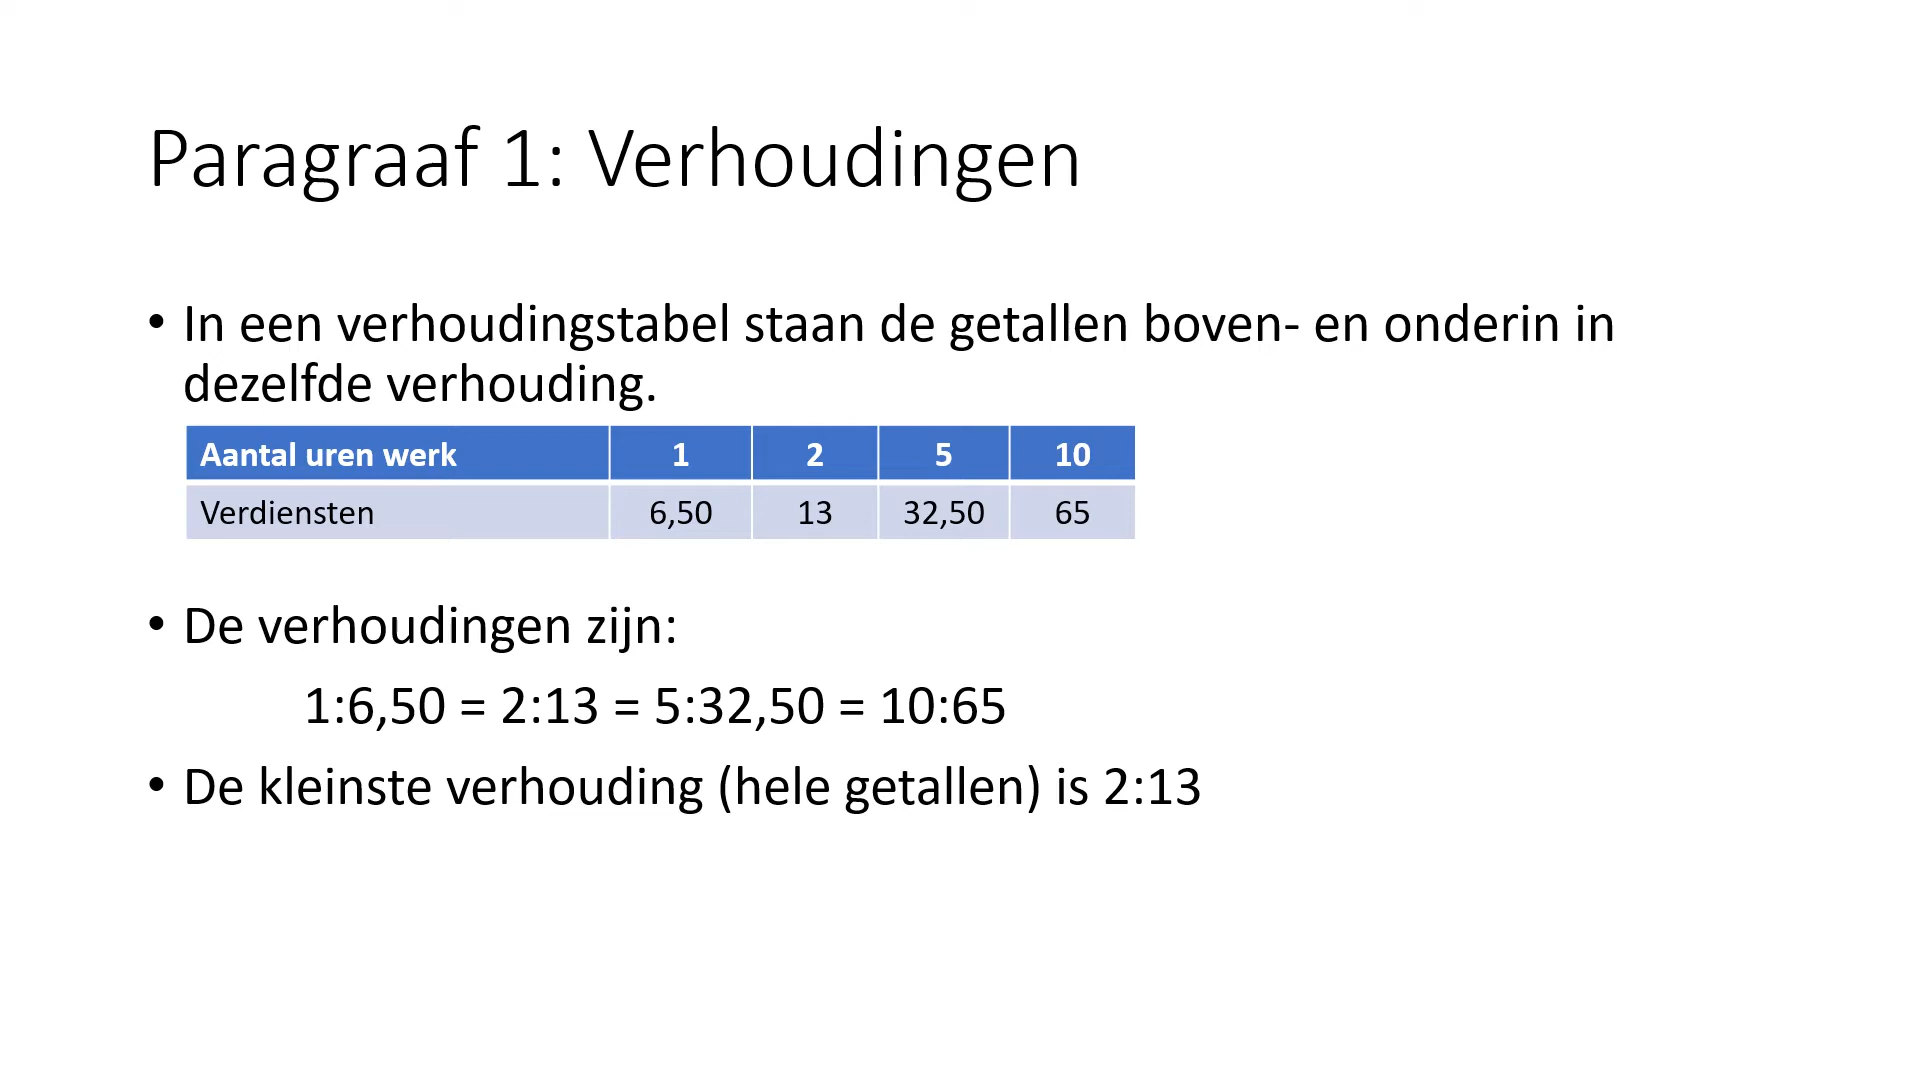 Paragraaf 1: Verhoudingen
• In een verhoudingstabel staan de getallen boven- en onderin in
dezelfde verhouding.
Aantal uren werk 1 2 5 10
Verdiensten 6,50 13 32,50 65
• De verhoudingen zijn:
1:6,50 = 2:13 = 5:32,50 = 10:65
• De kleinste verhouding (hele getallen) is 2:13